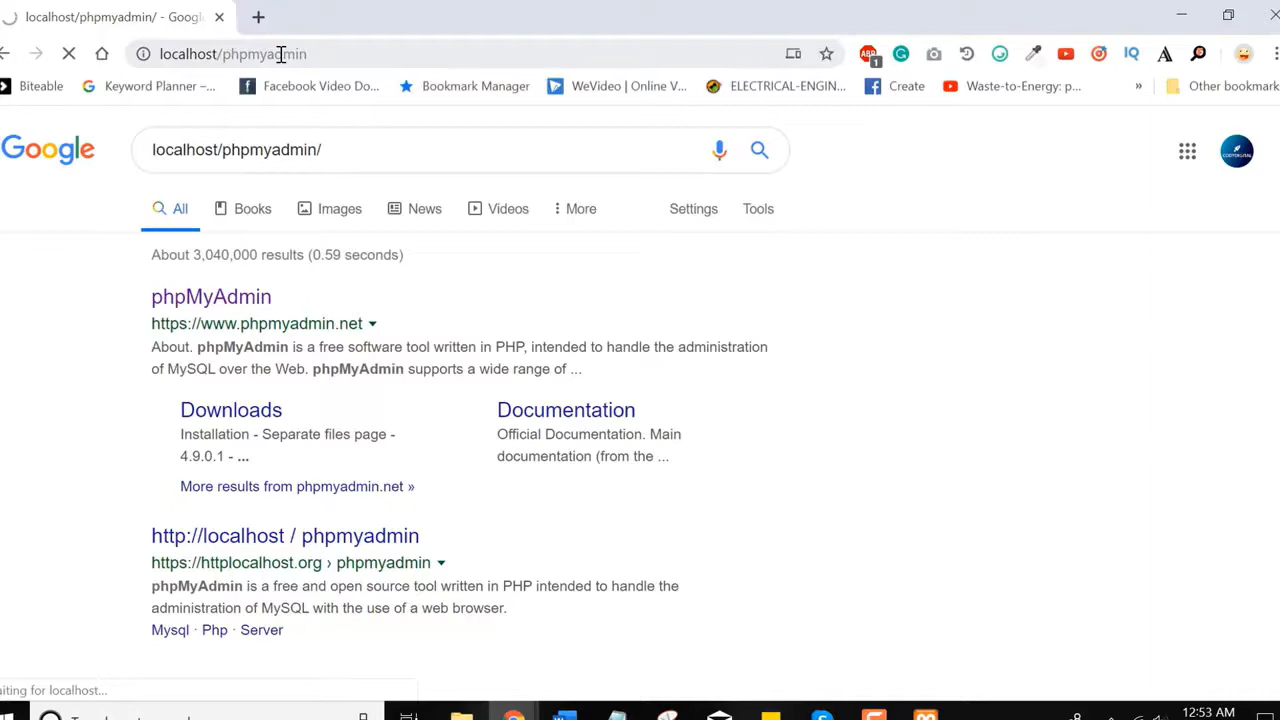 localhost/phpmyadmin/ - Goog
localhost/phpmyadmin
1
Biteable
Keyword Planner –...
Facebook Video Do...
Bookmark Manager
WeVideo | Online V...
ELECTRICAL-ENGIN...
Create
Waste-to-Energy: p...
»
Other bookmark
Google
localhost/phpmyadmin/
All
Books
Images
News
Videos
More
Settings
Tools
About 3,040,000 results (0.59 seconds)
phpMyAdmin
https://www.phpmyadmin.net
About. phpMyAdmin is a free software tool written in PHP, intended to handle the administration
of MySQL over the Web. phpMyAdmin supports a wide range of ...
Downloads
Documentation
Installation - Separate files page -
4.9.0.1 - ...
Official Documentation. Main
documentation (from the ...
More results from phpmyadmin.net »
http://localhost / phpmyadmin
https://httplocalhost.org › phpmyadmin
phpMyAdmin is a free and open source tool written in PHP intended to handle the
administration of MySQL with the use of a web browser.
Mysql · Php · Server
aiting for localhost...
12:53 AM